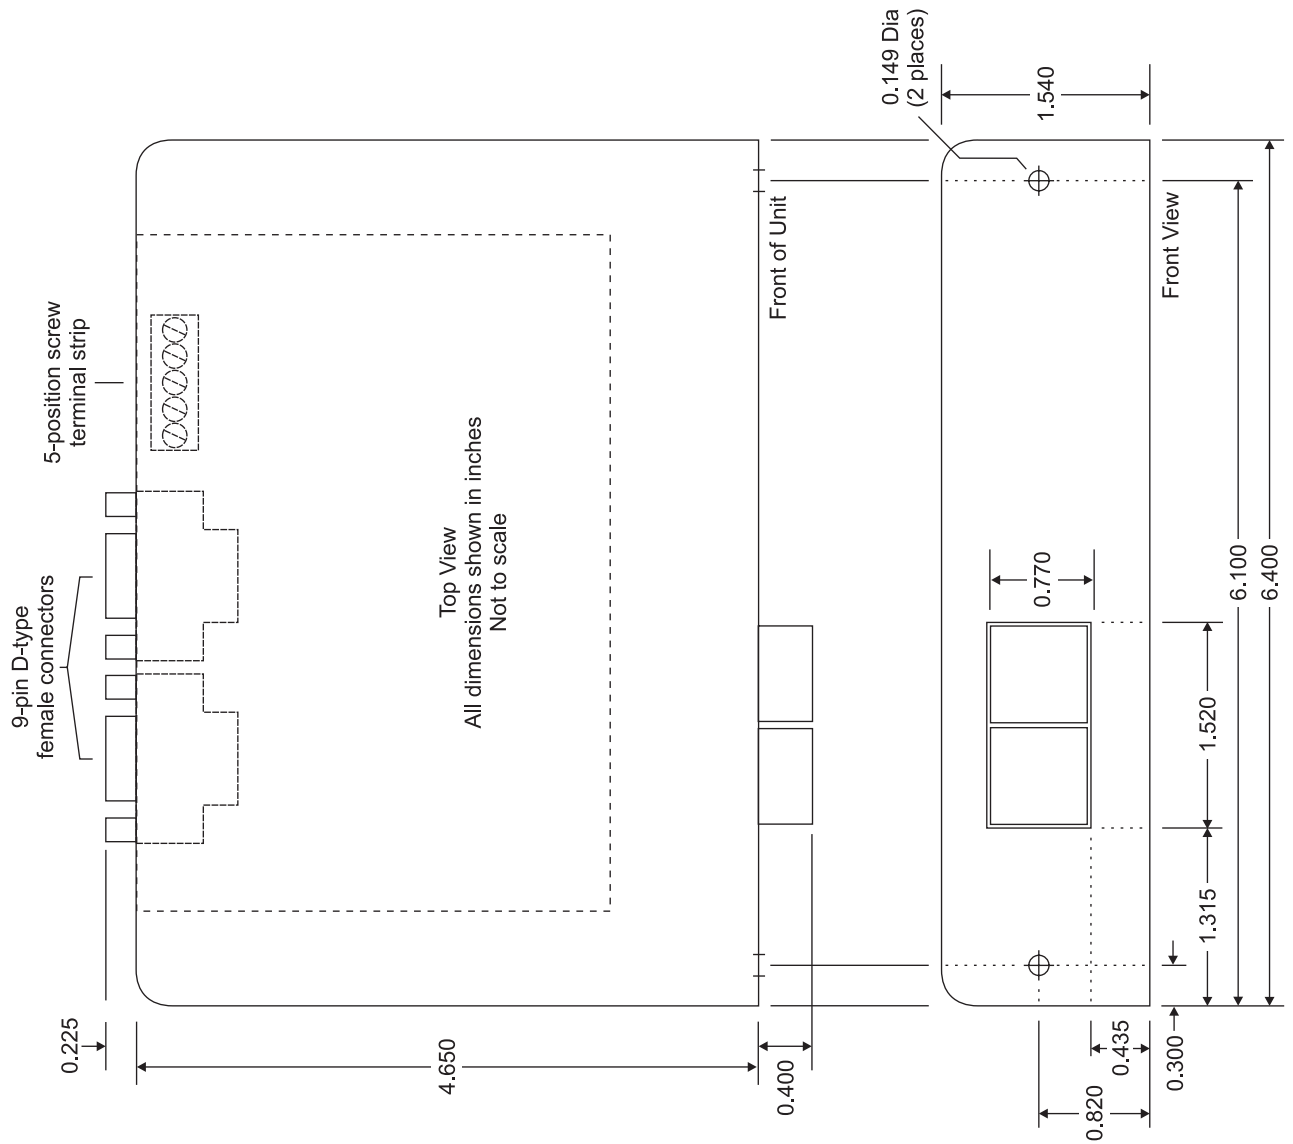 9-pin D-type
female connectors
5-position screw
terminal strip
Top View
All dimensions shown in inches
Not to scale
Front of Unit
0.225
4.650
0.400
0.149 Dia
(2 places)
1.540
Front View
0.770
1.520
1.315
6.100
6.400
0.435
0.300
0.820